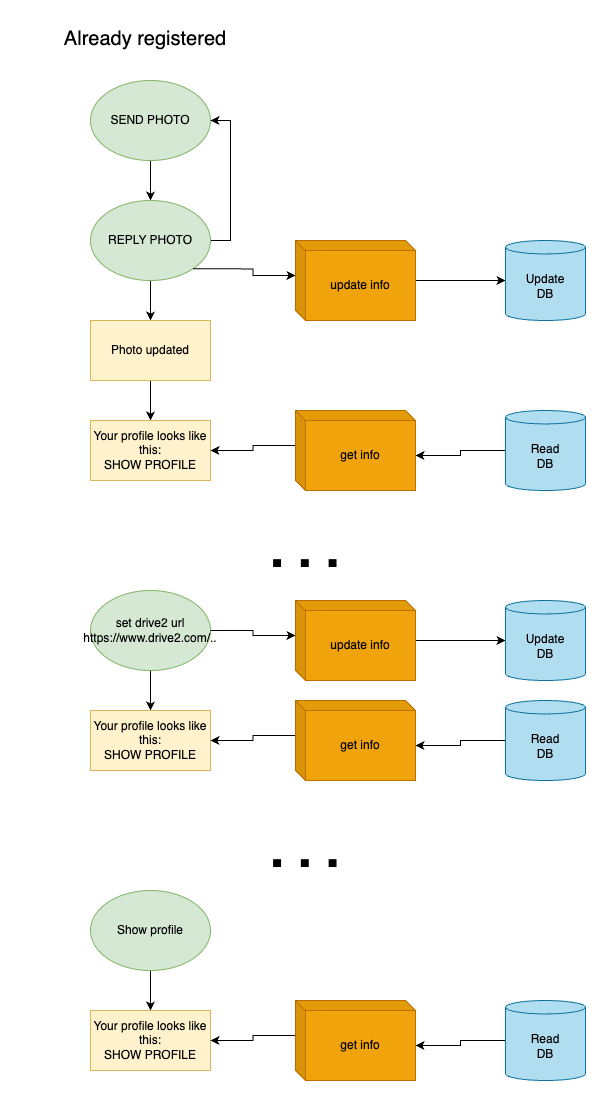 Already registered
SEND PHOTO
REPLY PHOTO
update info
Update
DB
Photo updated
Your profile looks like
this:
SHOW PROFILE
get info
Read
DB
. . .
set drive2 url
https://www.drive2.com/..
update info
Update
DB
Your profile looks like
this:
SHOW PROFILE
get info
Read
DB
. . .
Show profile
Your profile looks like
this:
SHOW PROFILE
get info
Read
DB